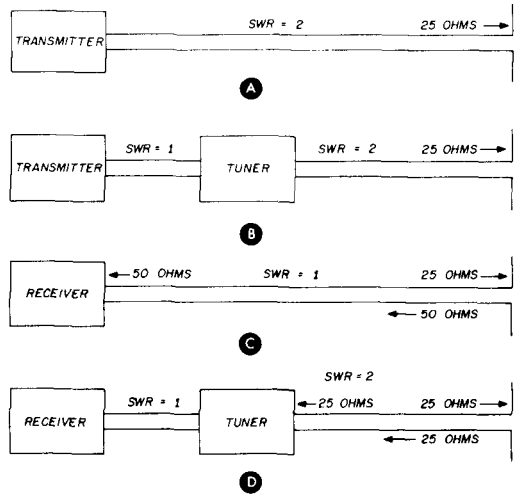 SWR = 2 25 OHMS
TRANSMITTER
A
SWR = 1 SWR = 2 25 OHMS
TRANSMITTER TUNER
B
50 OHMS SWR = 1 25 OHMS
RECEIVER
50 OHMS
C
SWR = 2
SWR = 1 25 OHMS 25 OHMS
RECEIVER TUNER
25 OHMS
D